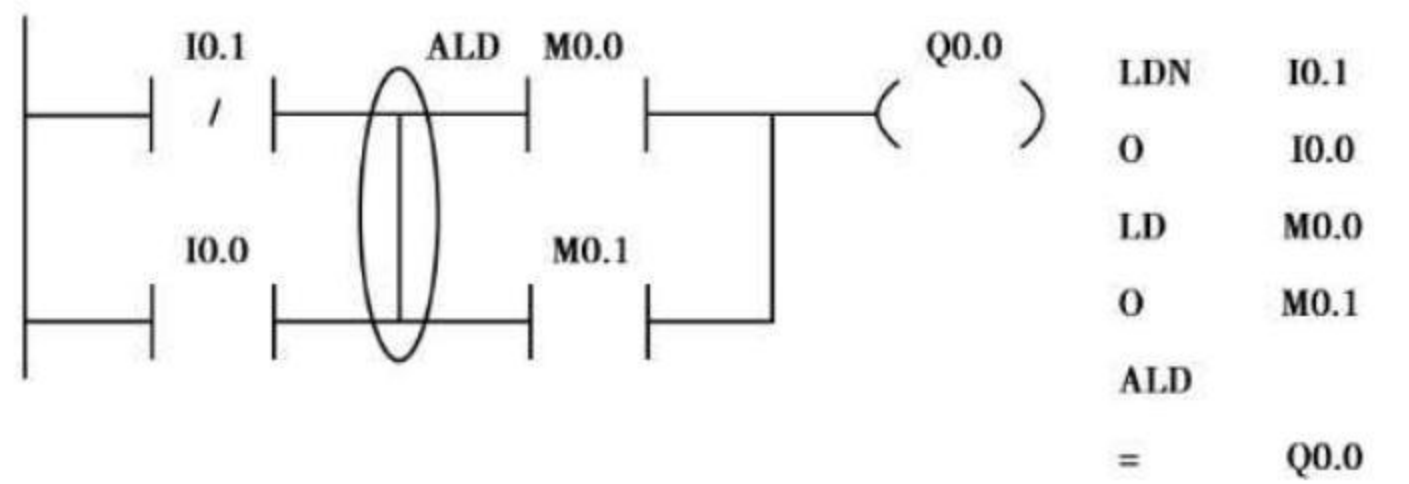 I0.1 ALD M0.0 Q0.0
/
I0.0 M0.1
LDN I0.1
O I0.0
LD M0.0
O M0.1
ALD
= Q0.0